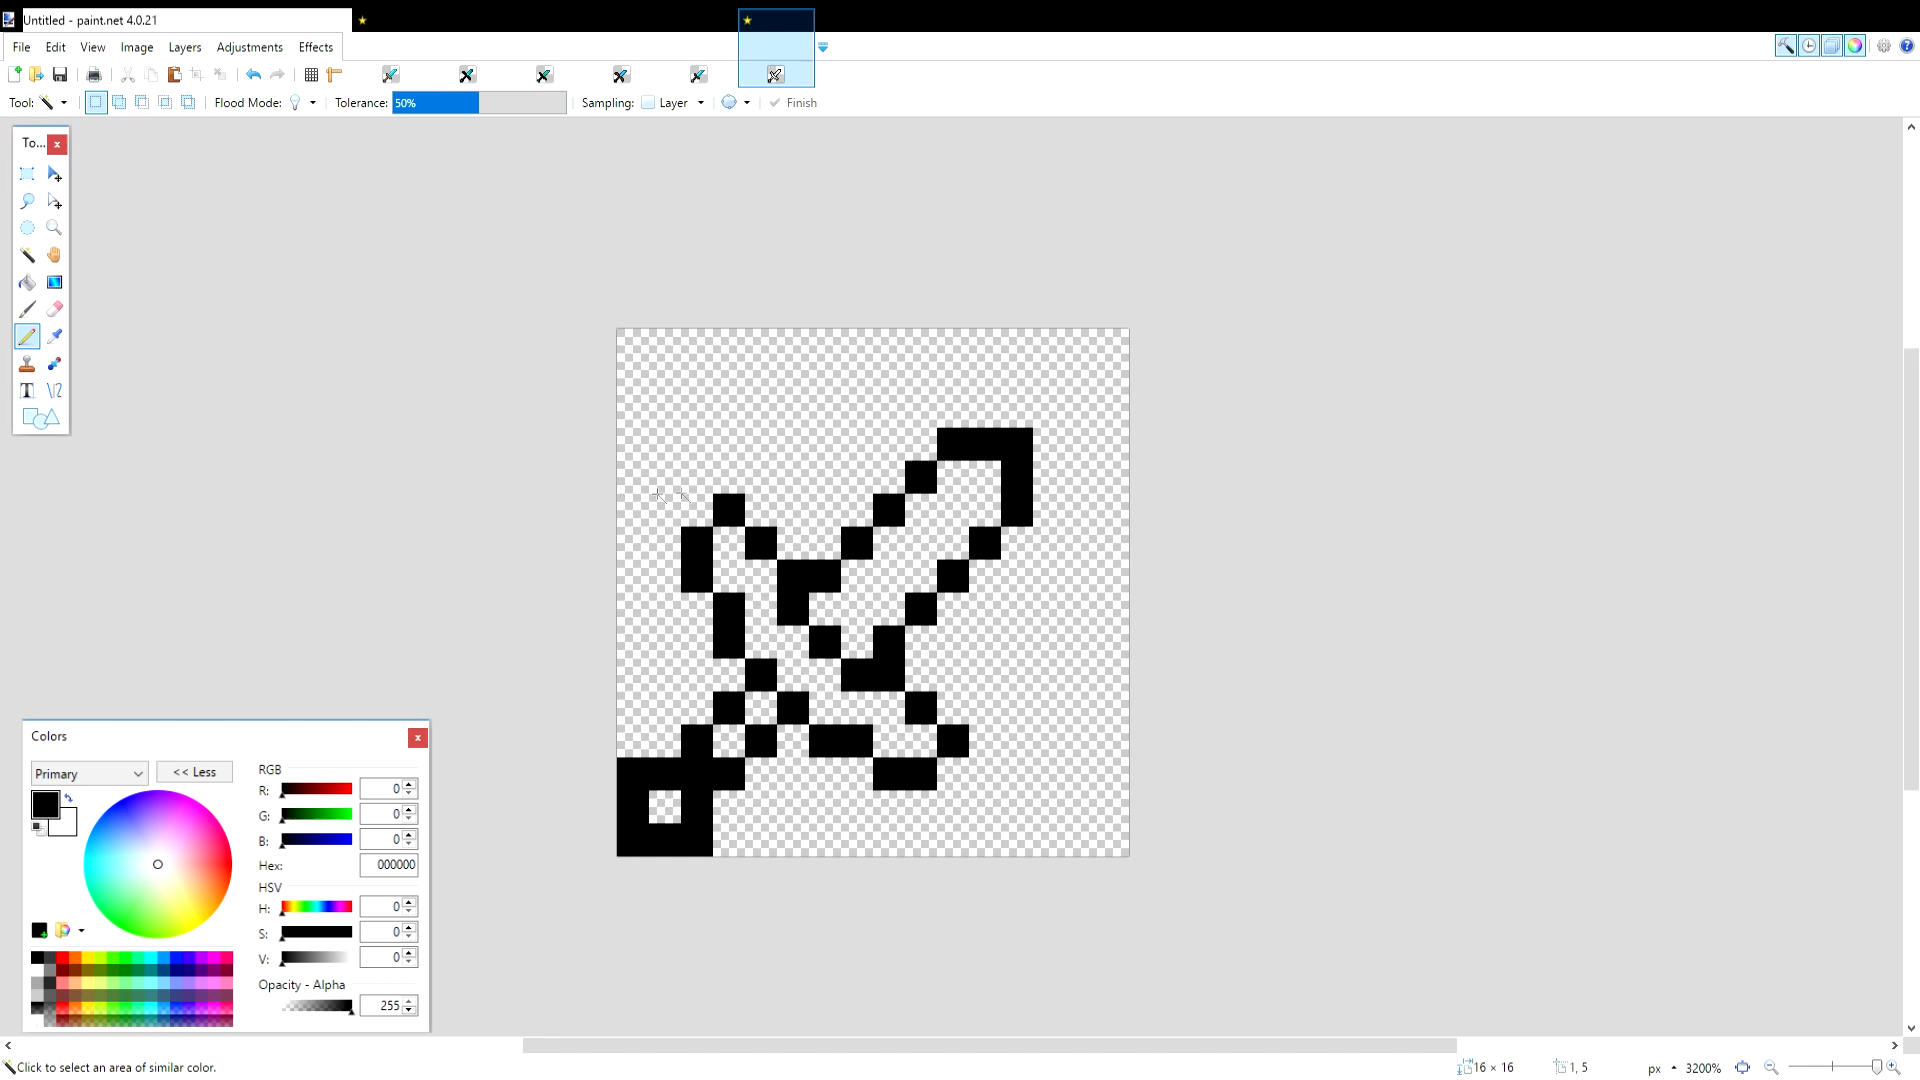 Untitled - paint.net 4.0.21
File Edit View Image Layers Adjustments Effects
Tool: Flood Mode: Tolerance: 50% Sampling: Layer Finish
To... x
Colors x
Primary << Less RGB
R: 0
G: 0
B: 0
Hex: 000000
HSV
H: 0
S: 0
V: 0
Opacity - Alpha
255
Click to select an area of similar color. 16 × 16 1, 5 px 3200%